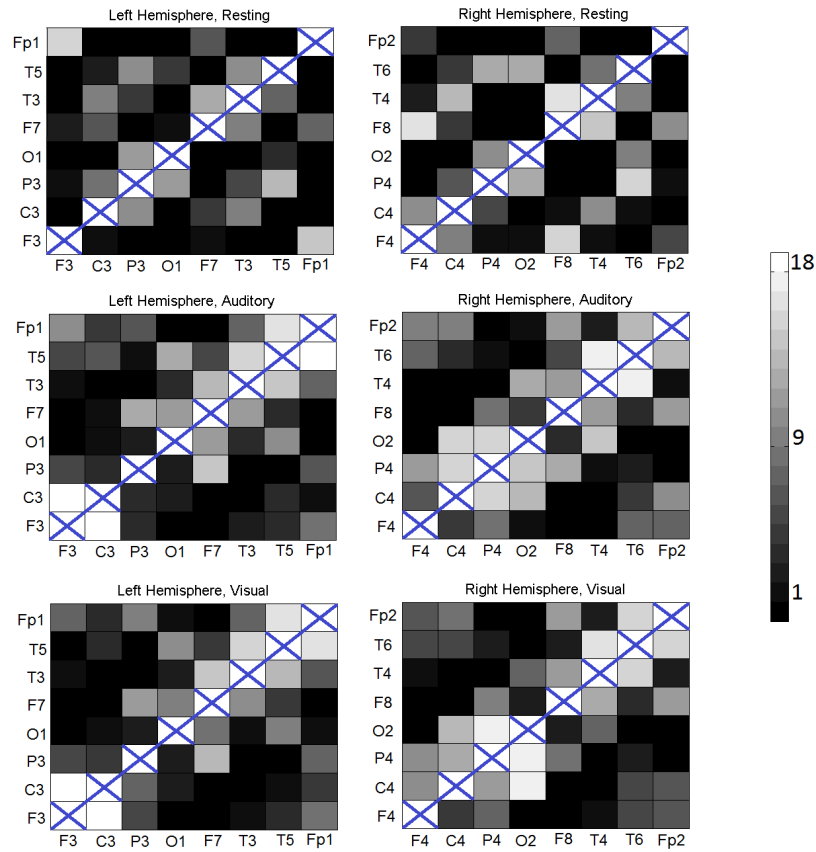 Left Hemisphere, Resting
Fp1
T5
T3
F7
O1
P3
C3
F3
F3 C3 P3 O1 F7 T3 T5 Fp1
Right Hemisphere, Resting
Fp2
T6
T4
F8
O2
P4
C4
F4
F4 C4 P4 O2 F8 T4 T6 Fp2
Left Hemisphere, Auditory
Fp1
T5
T3
F7
O1
P3
C3
F3
F3 C3 P3 O1 F7 T3 T5 Fp1
Right Hemisphere, Auditory
Fp2
T6
T4
F8
O2
P4
C4
F4
F4 C4 P4 O2 F8 T4 T6 Fp2
Left Hemisphere, Visual
Fp1
T5
T3
F7
O1
P3
C3
F3
F3 C3 P3 O1 F7 T3 T5 Fp1
Right Hemisphere, Visual
Fp2
T6
T4
F8
O2
P4
C4
F4
F4 C4 P4 O2 F8 T4 T6 Fp2
18
9
1